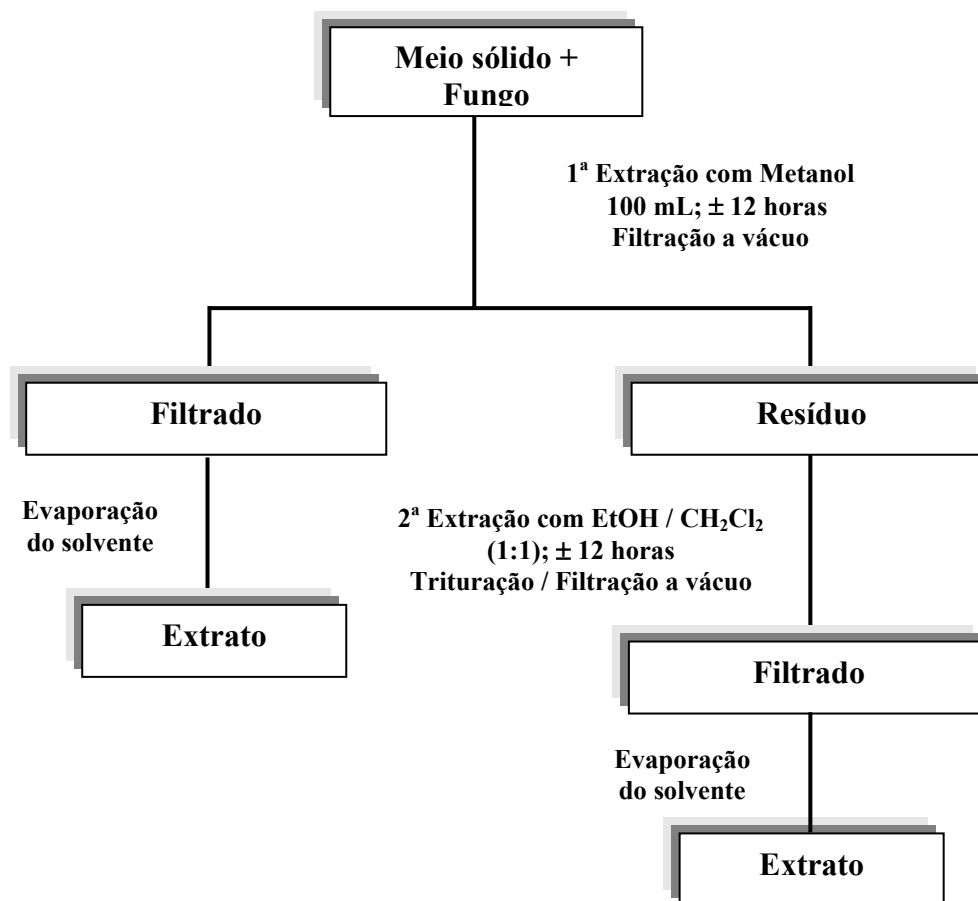 Meio sólido +
Fungo
1ª Extração com Metanol
100 mL; ± 12 horas
Filtração a vácuo
Filtrado
Resíduo
Evaporação
do solvente
2ª Extração com EtOH / CH₂Cl₂
(1:1); ± 12 horas
Trituração / Filtração a vácuo
Extrato
Filtrado
Evaporação
do solvente
Extrato